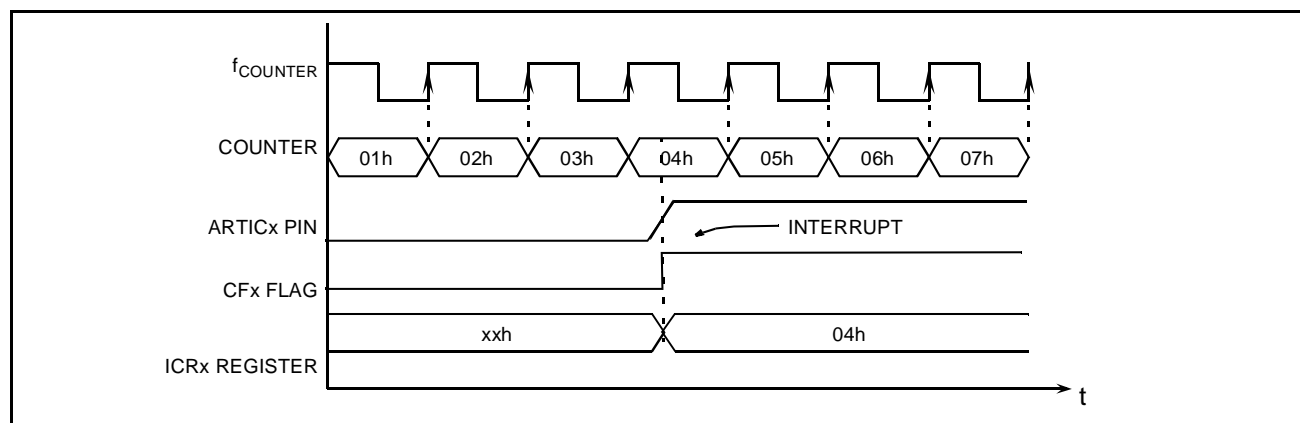 fCOUNTER
COUNTER
01h 02h 03h 04h 05h 06h 07h
ARTICx PIN
INTERRUPT
CFx FLAG
xxh 04h
ICRx REGISTER
t